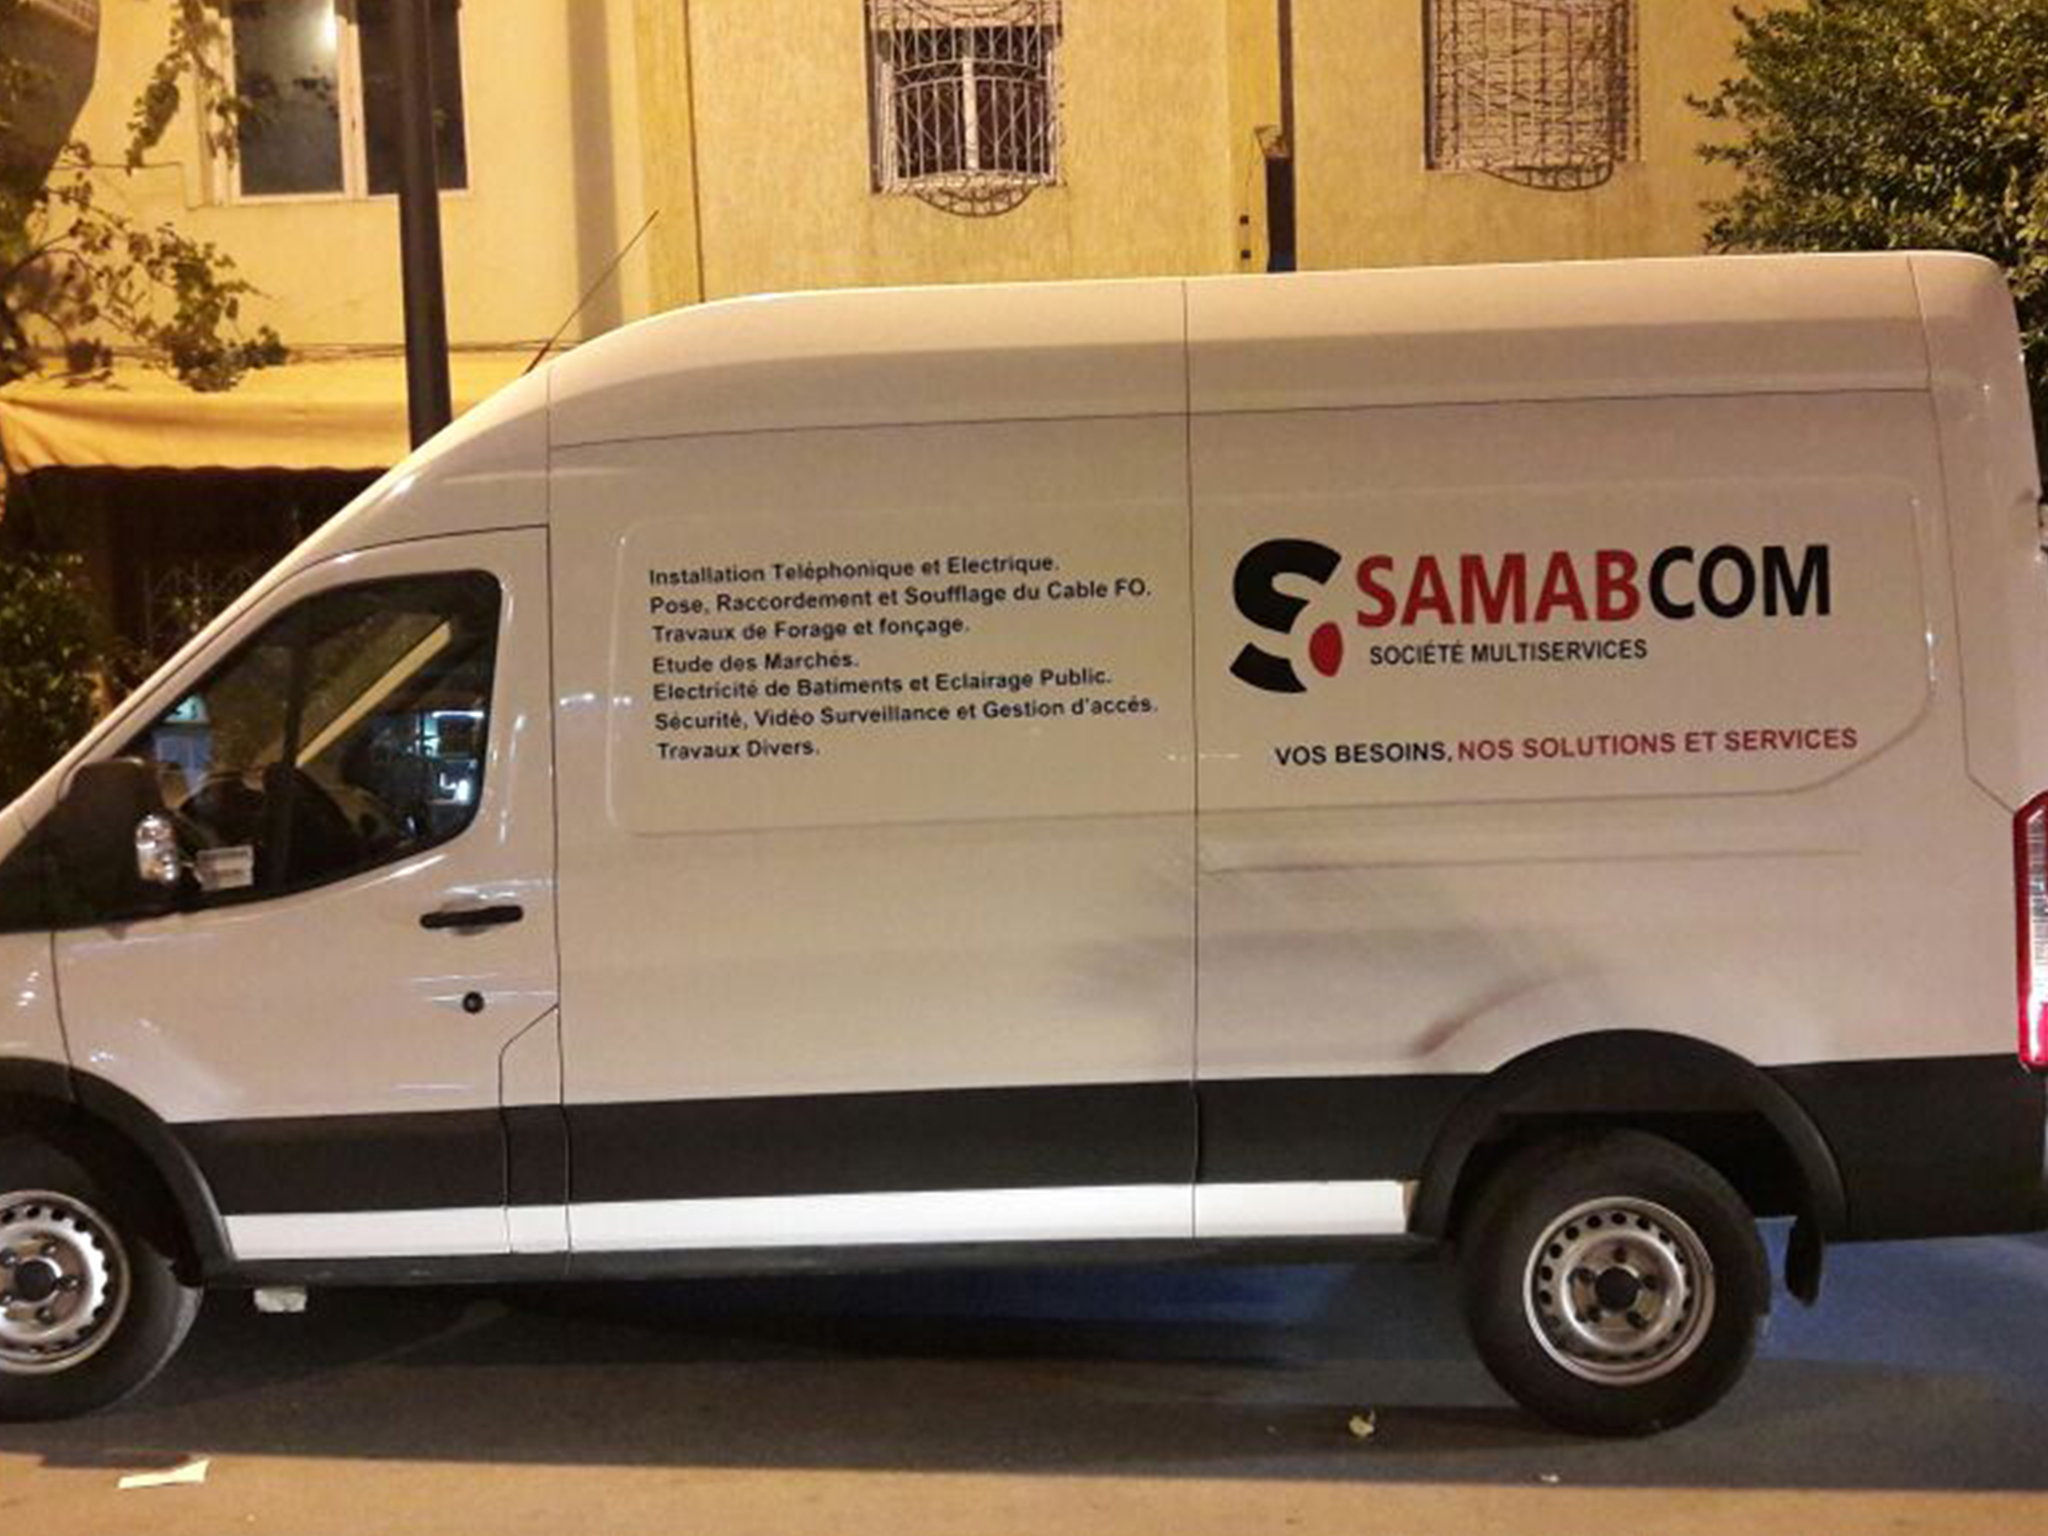 Installation Teléphonique et Electrique.
Pose, Raccordement et Soufflage du Cable FO.
Travaux de Forage et fonçage.
Etude des Marchés.
Electricité de Batiments et Eclairage Public.
Sécurité, Vidéo Surveillance et Gestion d'accés.
Travaux Divers.
SAMABCOM
SOCIÉTÉ MULTISERVICES
VOS BESOINS, NOS SOLUTIONS ET SERVICES